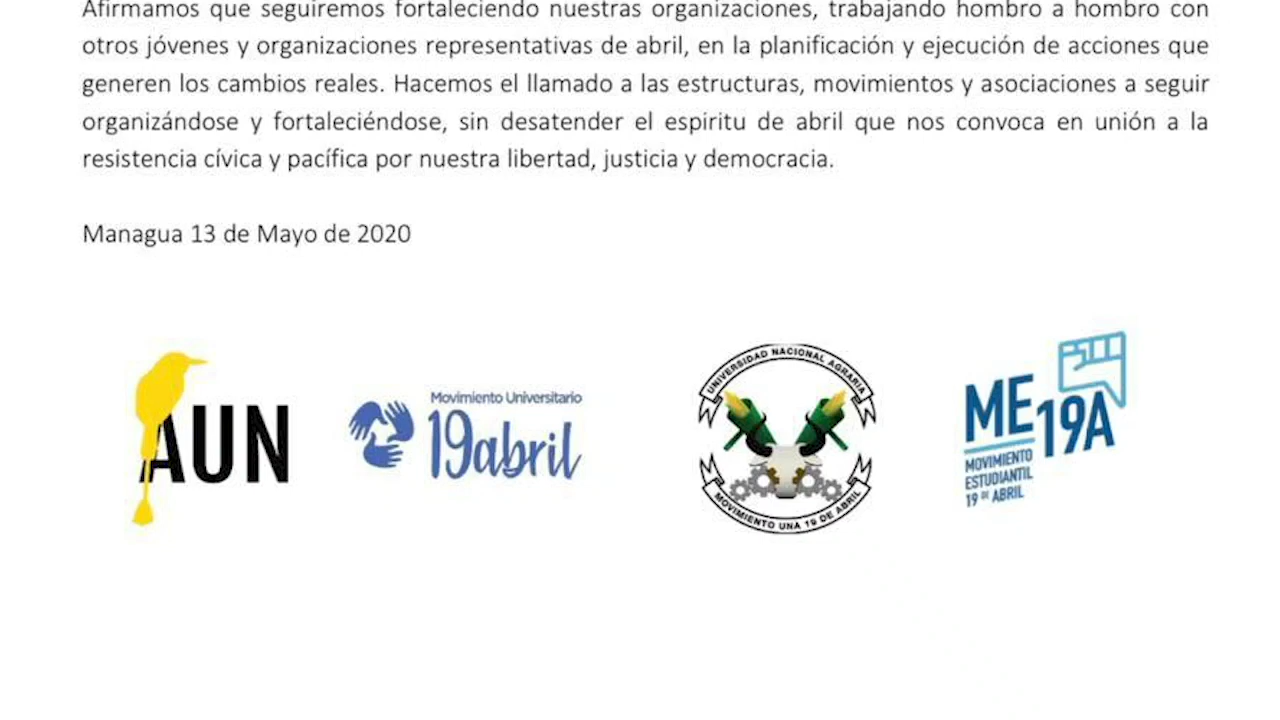 Afirmamos que seguiremos fortaleciendo nuestras organizaciones, trabajando hombro a hombro con
otros jóvenes y organizaciones representativas de abril, en la planificación y ejecución de acciones que
generen los cambios reales. Hacemos el llamado a las estructuras, movimientos y asociaciones a seguir
organizándose y fortaleciéndose, sin desatender el espiritu de abril que nos convoca en unión a la
resistencia cívica y pacífica por nuestra libertad, justicia y democracia.
Managua 13 de Mayo de 2020
AUN
Movimiento Universitario
19abril
UNIVERSIDAD NACIONAL AGRARIA
MOVIMIENTO UNA 19 DE ABRIL
ME19A
MOVIMIENTO
ESTUDIANTIL
19 DE ABRIL